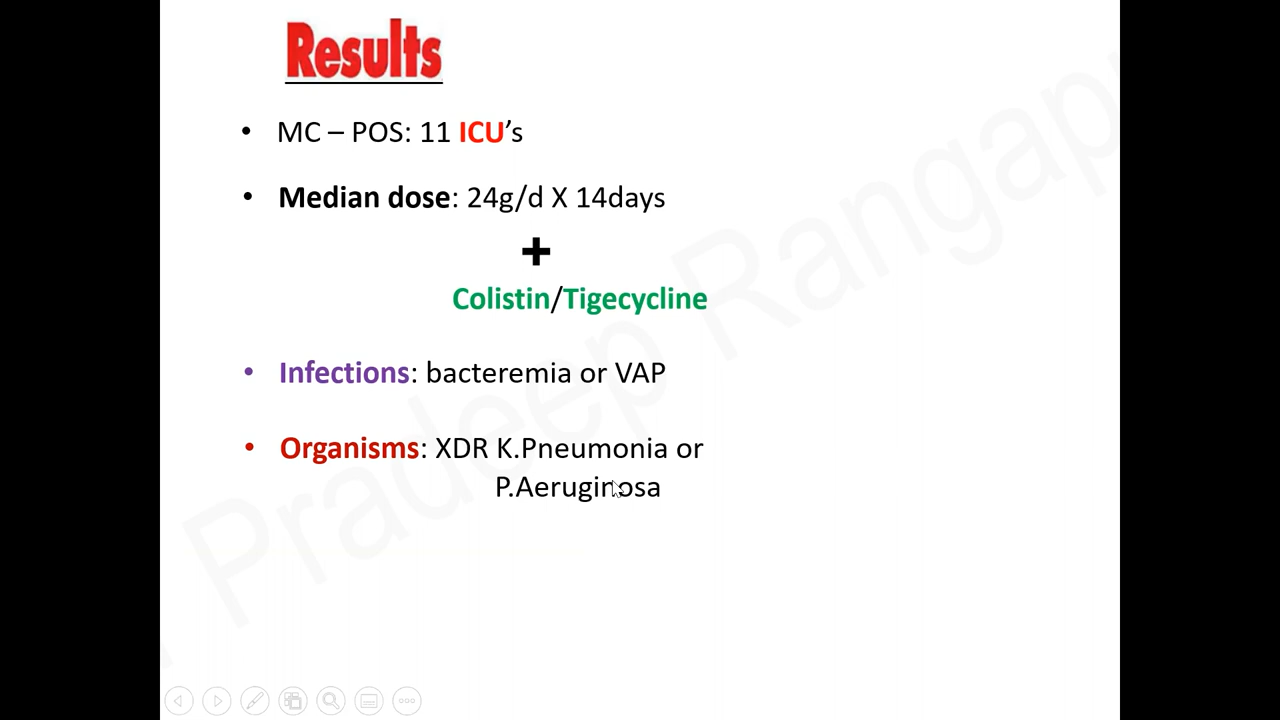 Results
• MC – POS: 11 ICU’s
• Median dose: 24g/d X 14days
+
Colistin/Tigecycline
• Infections: bacteremia or VAP
• Organisms: XDR K.Pneumonia or
P.Aeruginosa
Pradeep Rangap